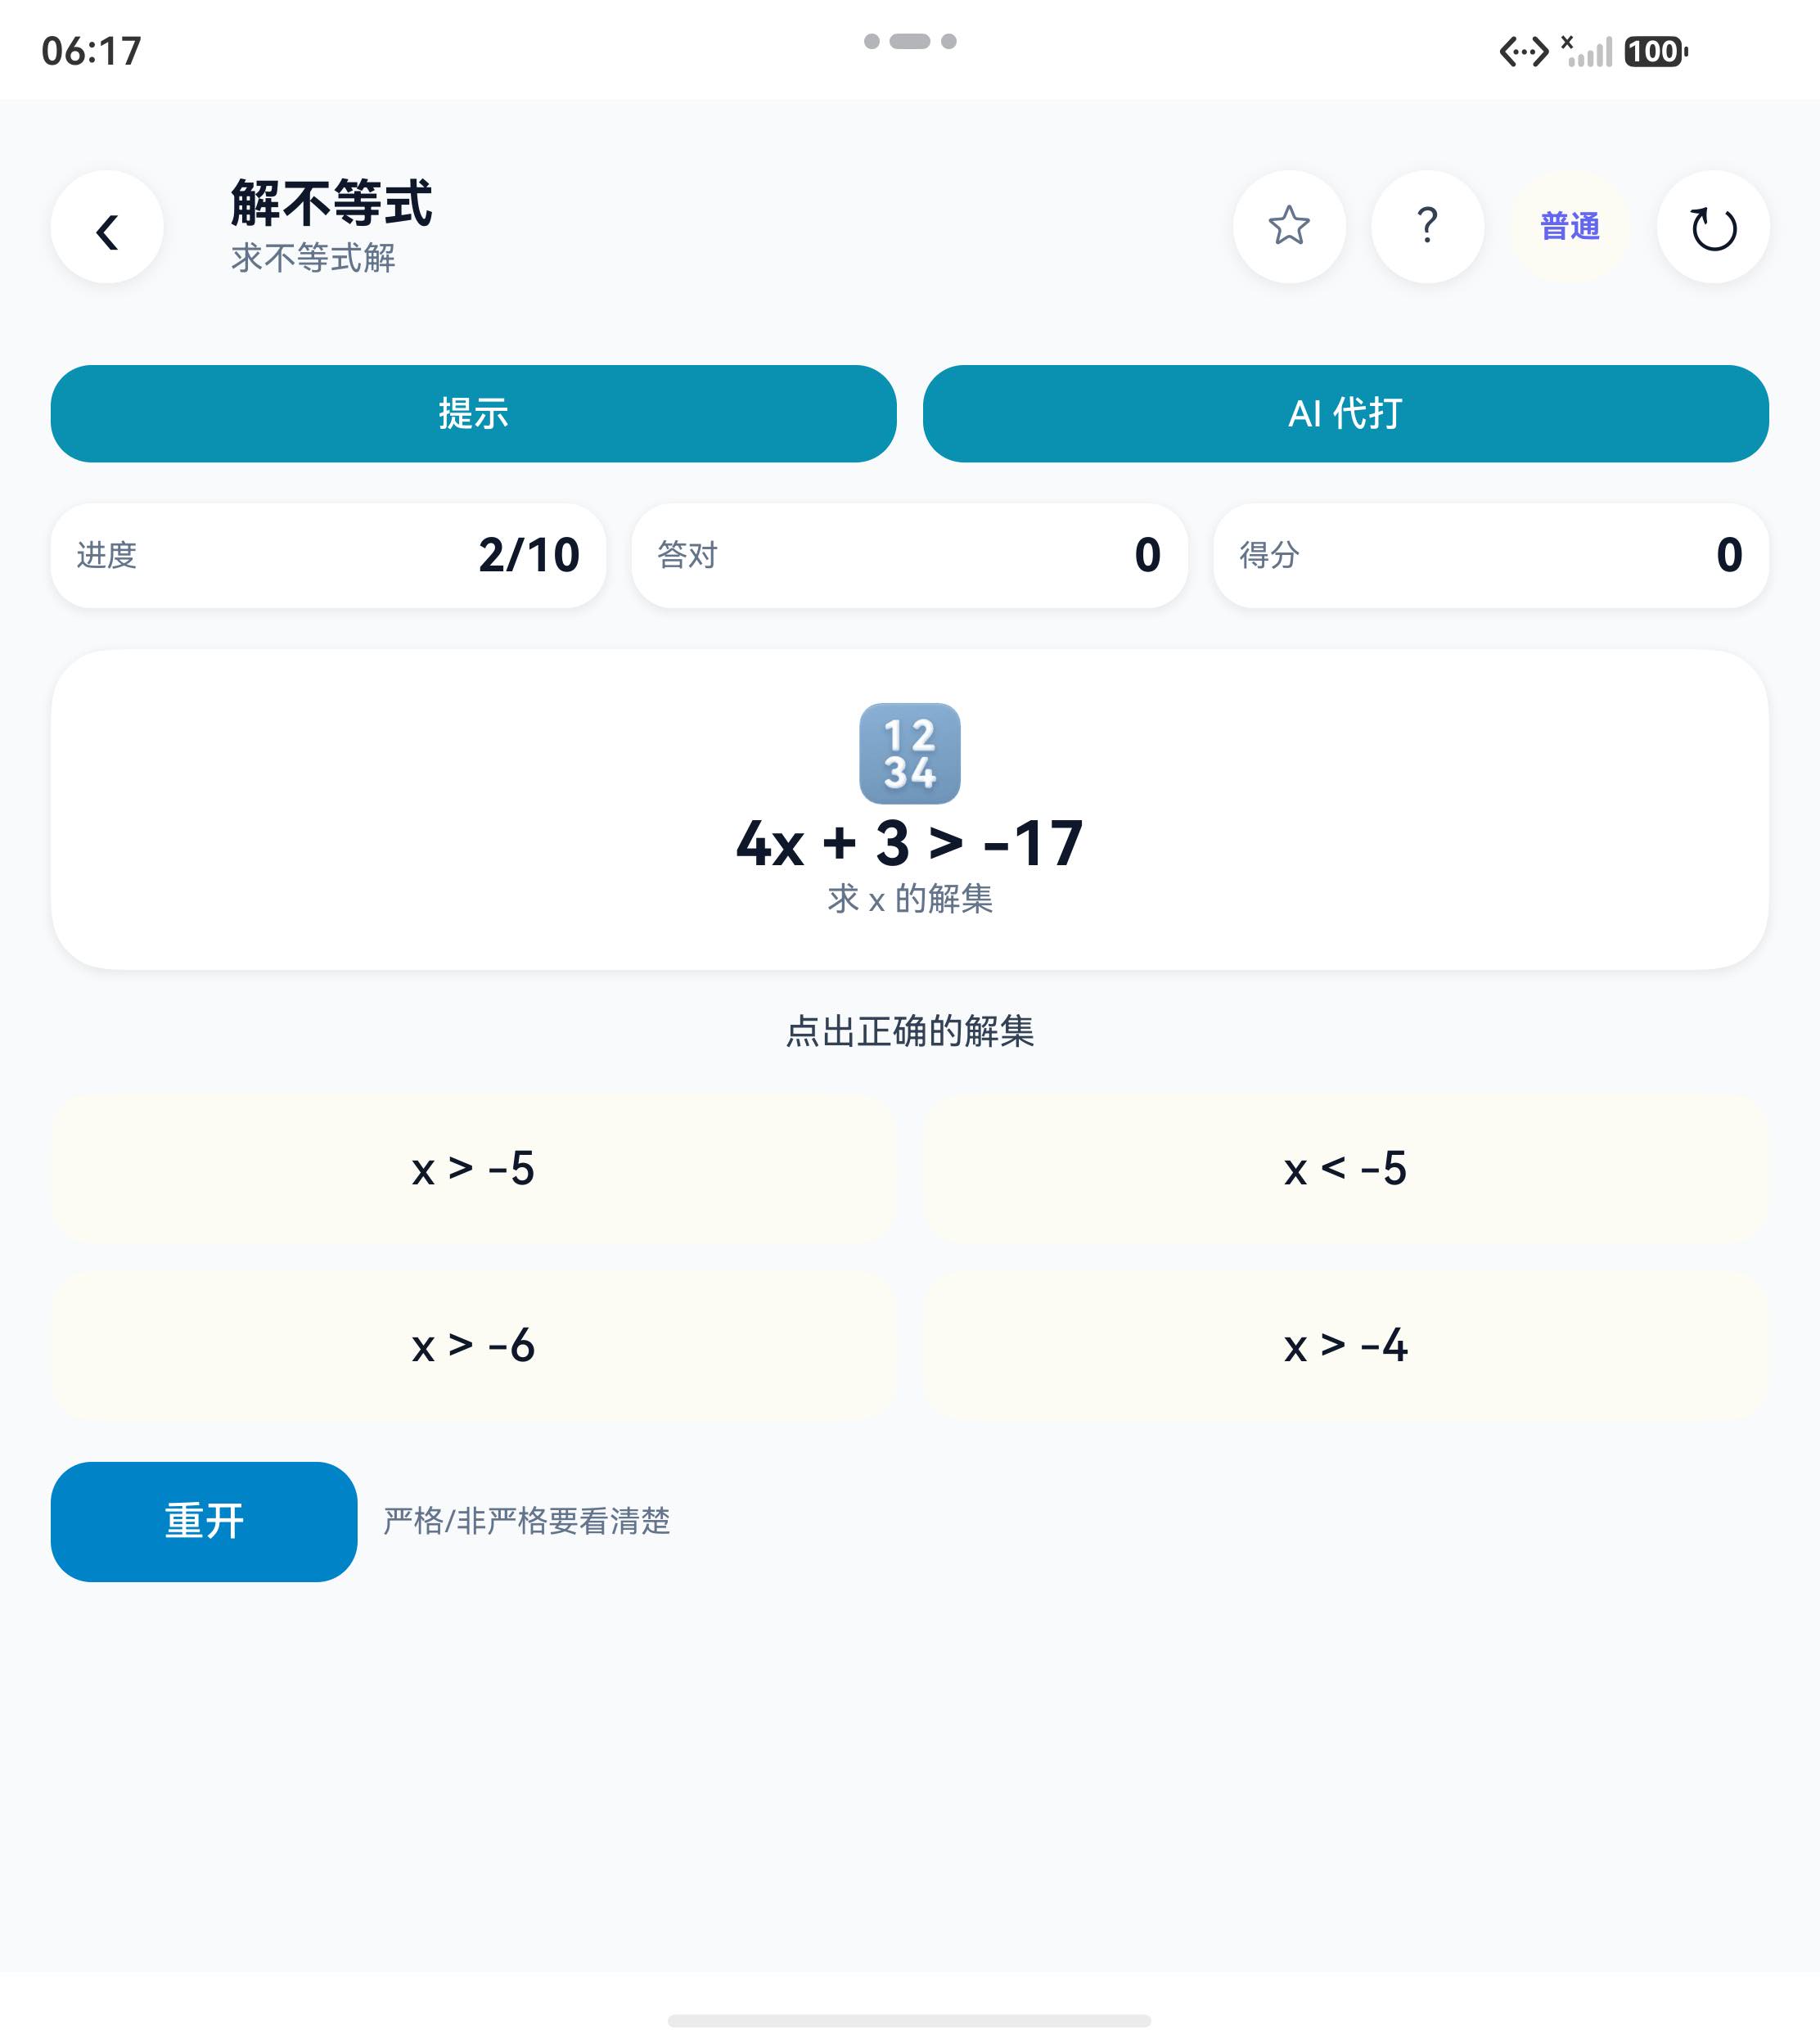 06:17
100
解不等式
求不等式解
?
普通
提示
AI 代打
进度
2/10
答对
0
得分
0
12
34
4x + 3 > -17
求 x 的解集
点出正确的解集
x > -5
x < -5
x > -6
x > -4
重开
严格/非严格要看清楚